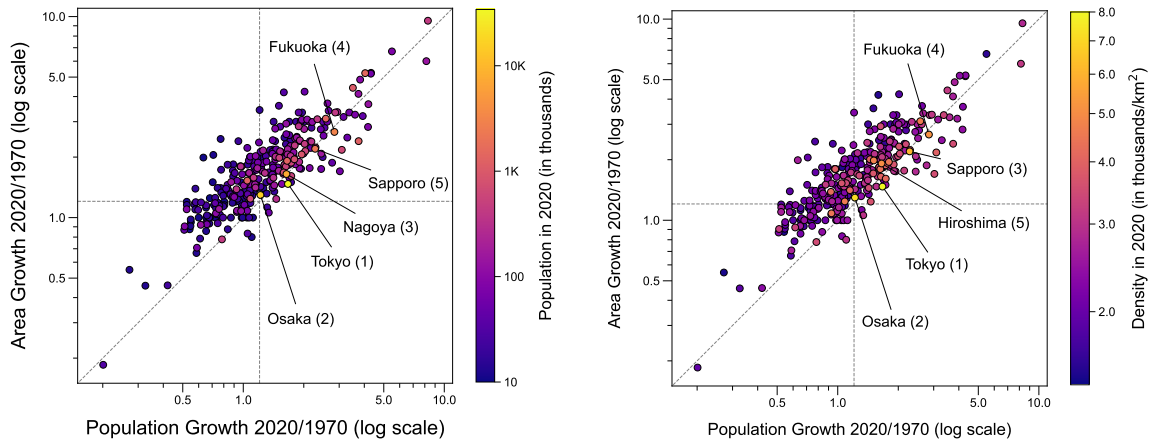 10.0
5.0
1.0
0.5
0.5
1.0
5.0
10.0
Area Growth 2020/1970 (log scale)
Population Growth 2020/1970 (log scale)
Fukuoka (4)
Sapporo (5)
Nagoya (3)
Tokyo (1)
Osaka (2)
10K
1K
100
10
Population in 2020 (in thousands)
10.0
5.0
1.0
0.5
0.5
1.0
5.0
10.0
Area Growth 2020/1970 (log scale)
Population Growth 2020/1970 (log scale)
Fukuoka (4)
Sapporo (3)
Hiroshima (5)
Tokyo (1)
Osaka (2)
8.0
7.0
6.0
5.0
4.0
3.0
2.0
Density in 2020 (in thousands/km²)